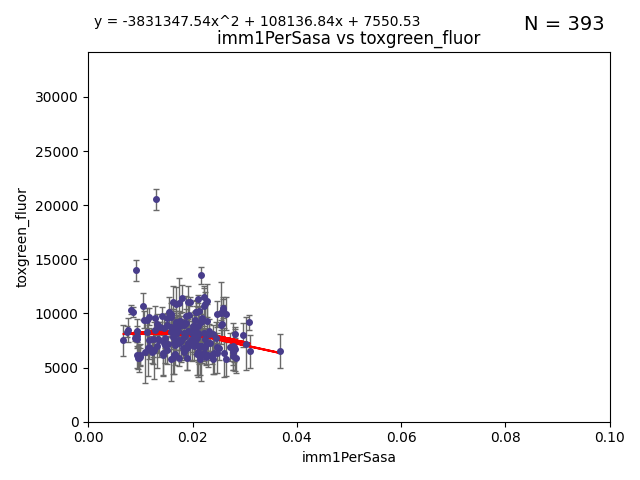 y = -3831347.54x^2 + 108136.84x + 7550.53
N = 393
imm1PerSasa vs toxgreen_fluor
toxgreen_fluor
30000
25000
20000
15000
10000
5000
0
0.00 0.02 0.04 0.06 0.08 0.10
imm1PerSasa